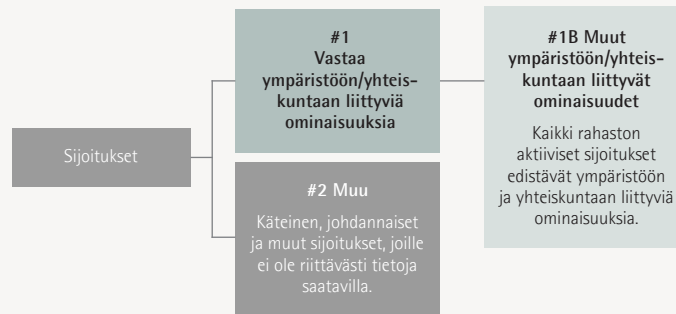 Sijoitukset
#1
Vastaa
ympäristöön/yhteis-
kuntaan liittyviä
ominaisuuksia
#2 Muu
Käteinen, johdannaiset
ja muut sijoitukset, joille
ei ole riittävästi tietoja
saatavilla.
#1B Muut
ympäristöön/yhteis-
kuntaan liittyvät
ominaisuudet
Kaikki rahaston
aktiiviset sijoitukset
edistävät ympäristöön
ja yhteiskuntaan liittyviä
ominaisuuksia.